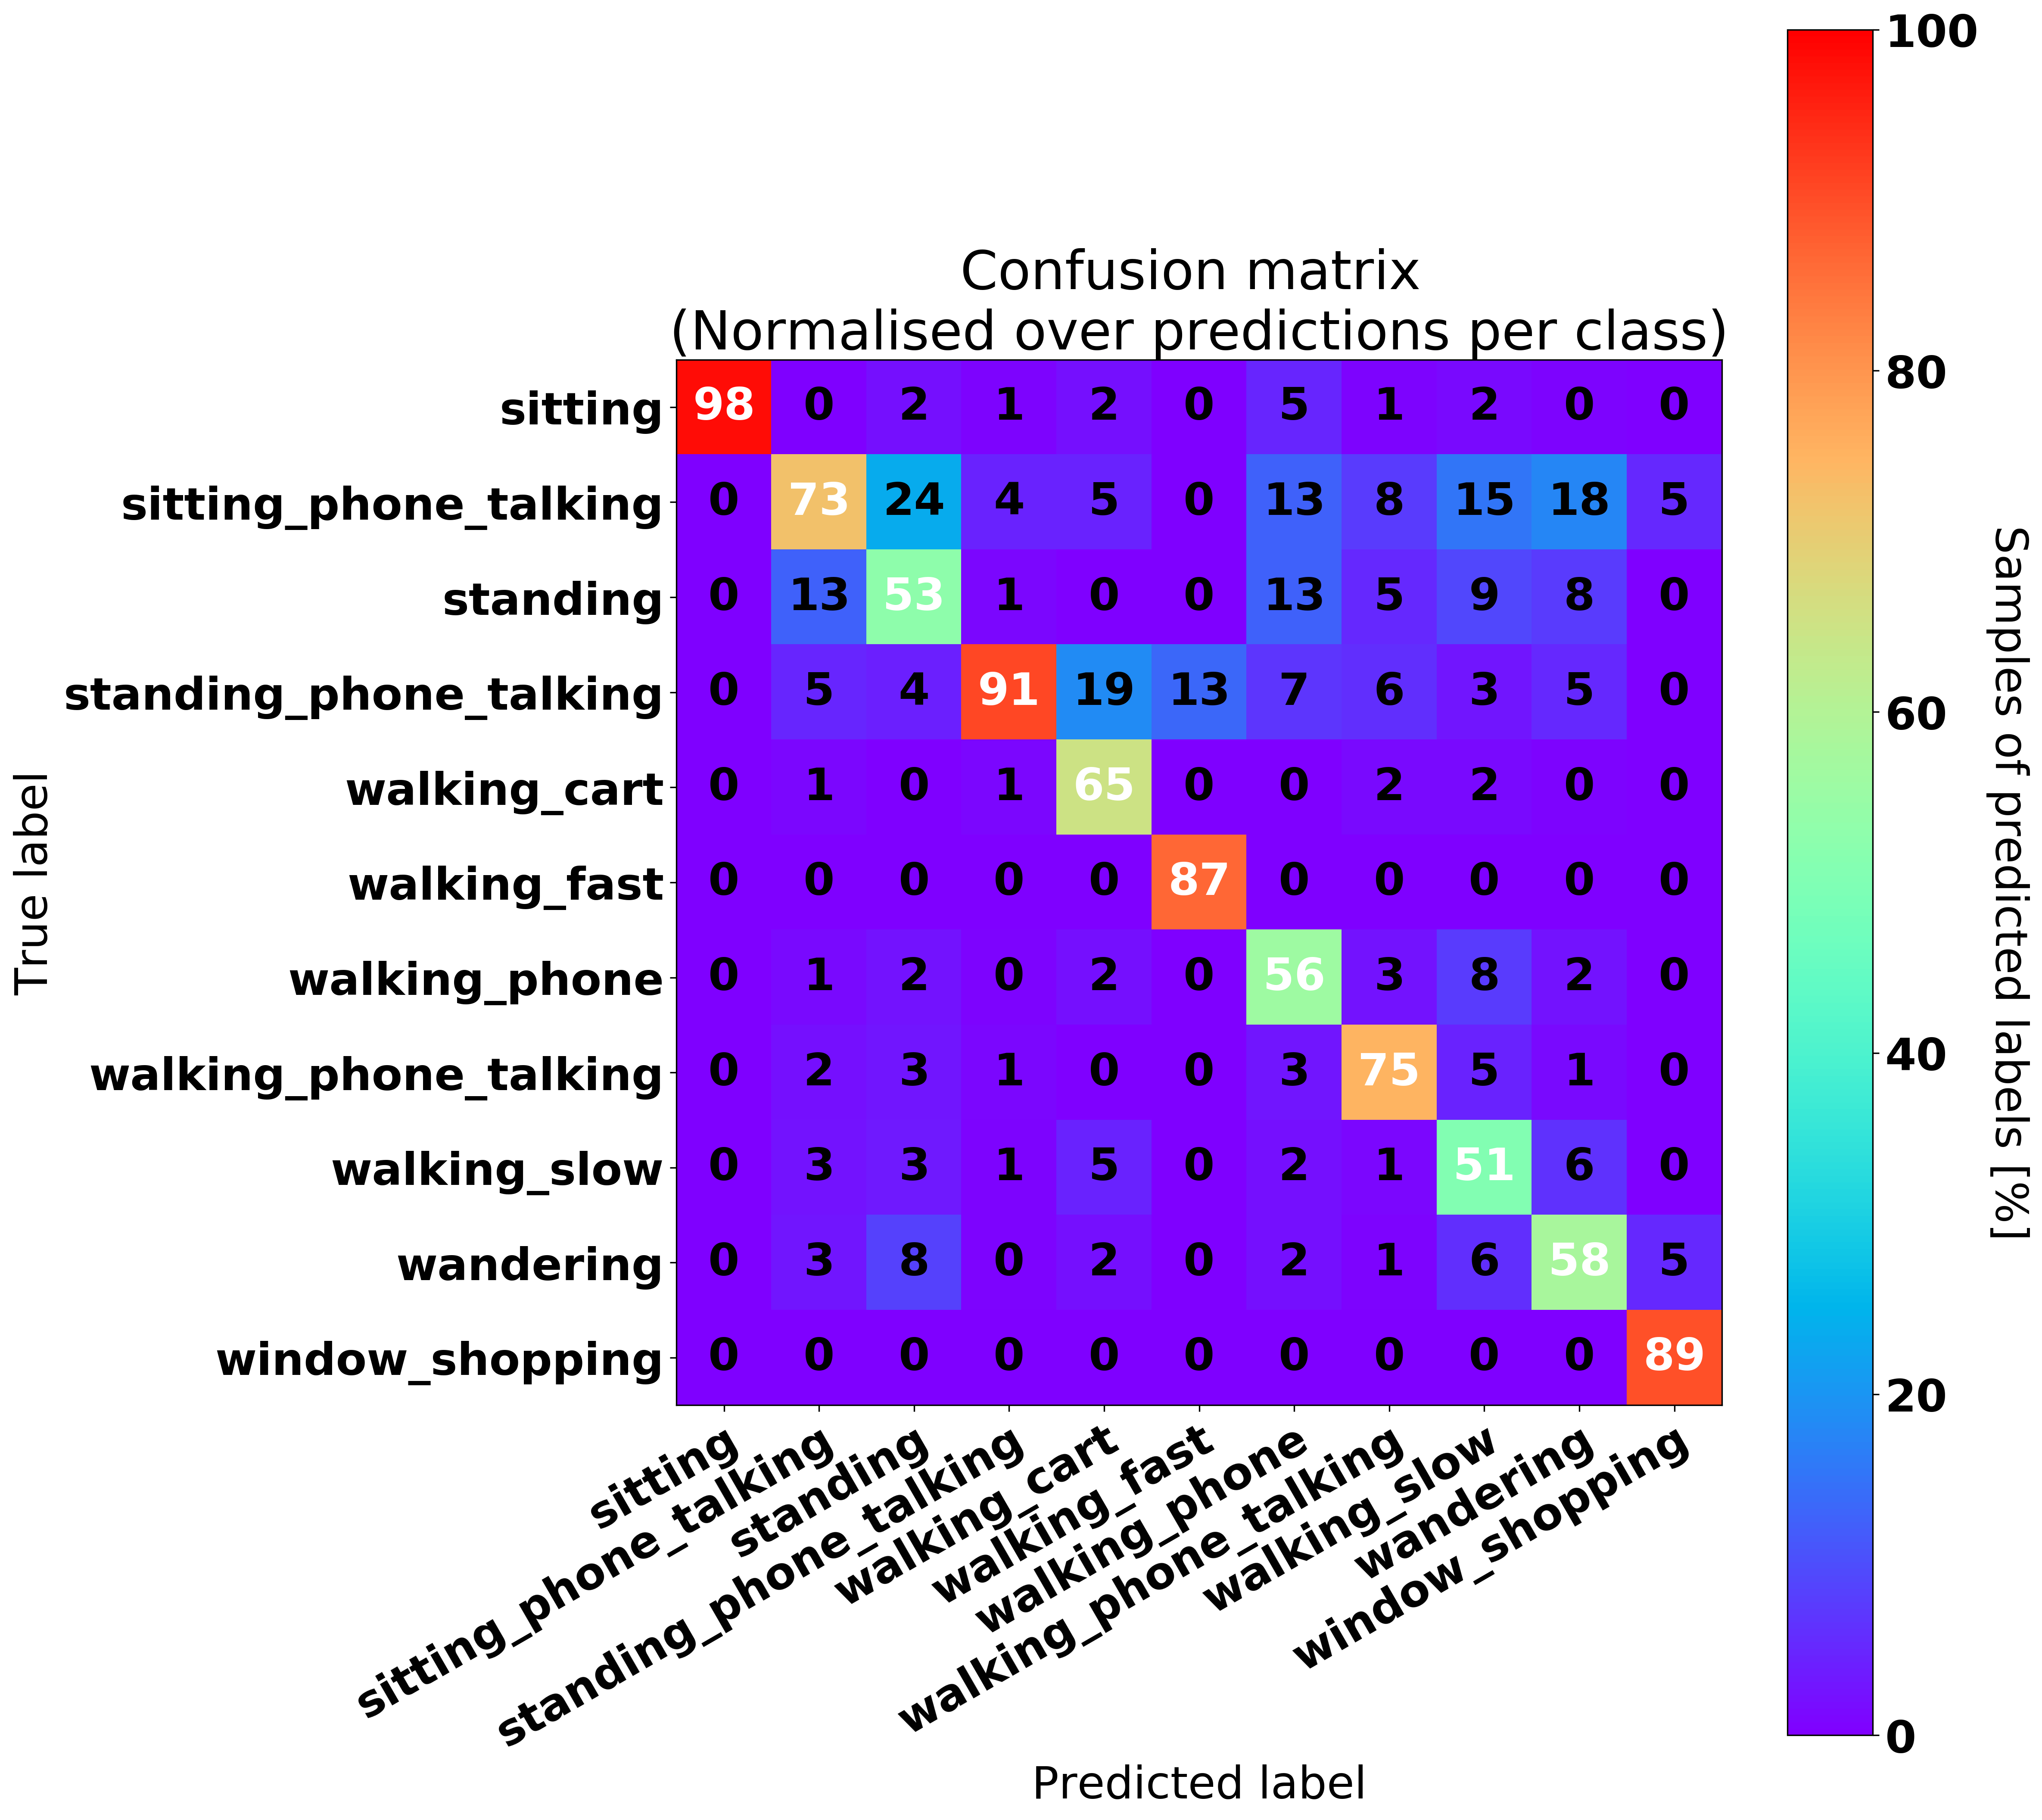 Confusion matrix
(Normalised over predictions per class)
True label
sitting 98 0 2 1 2 0 5 1 2 0 0
sitting_phone_talking 0 73 24 4 5 0 13 8 15 18 5
standing 0 13 53 1 0 0 13 5 9 8 0
standing_phone_talking 0 5 4 91 19 13 7 6 3 5 0
walking_cart 0 1 0 1 65 0 0 2 2 0 0
walking_fast 0 0 0 0 0 87 0 0 0 0 0
walking_phone 0 1 2 0 2 0 56 3 8 2 0
walking_phone_talking 0 2 3 1 0 0 3 75 5 1 0
walking_slow 0 3 3 1 5 0 2 1 51 6 0
wandering 0 3 8 0 2 0 2 1 6 58 5
window_shopping 0 0 0 0 0 0 0 0 0 0 89
sitting
sitting_phone_talking
standing
standing_phone_talking
walking_cart
walking_fast
walking_phone
walking_phone_talking
walking_slow
wandering
window_shopping
Predicted label
100
80
60
40
20
0
Samples of predicted labels [%]